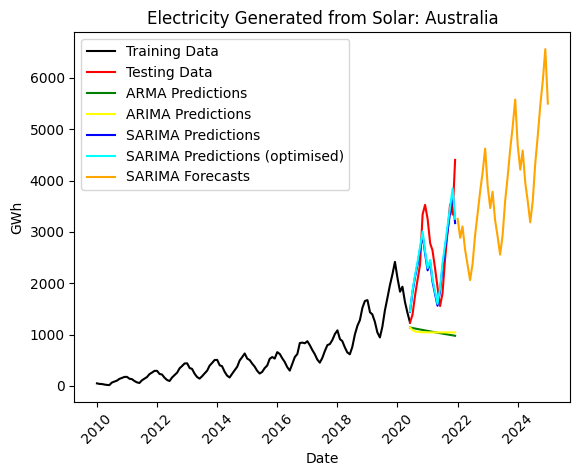 Electricity Generated from Solar: Australia
Training Data
Testing Data
ARMA Predictions
ARIMA Predictions
SARIMA Predictions
SARIMA Predictions (optimised)
SARIMA Forecasts
GWh
6000
5000
4000
3000
2000
1000
0
2010
2012
2014
2016
2018
2020
2022
2024
Date